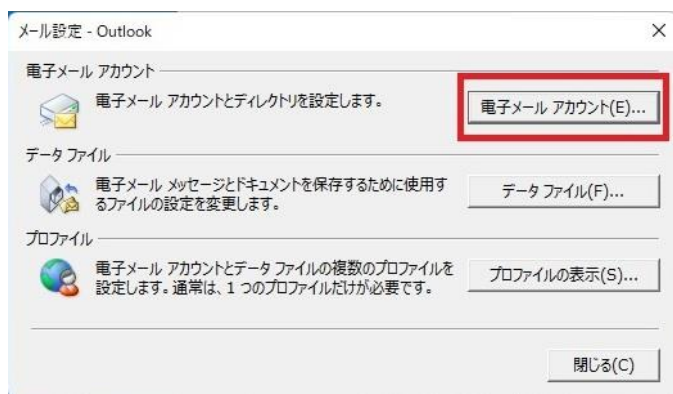 メール設定 - Outlook
電子メール アカウント
電子メール アカウントとディレクトリを設定します。
電子メール アカウント(E)...
データ ファイル
電子メール メッセージとドキュメントを保存するために使用す
るファイルの設定を変更します。
データ ファイル(F)...
プロファイル
電子メール アカウントとデータ ファイルの複数のプロファイルを
設定します。通常は、1 つのプロファイルだけが必要です。
プロファイルの表示(S)...
閉じる(C)